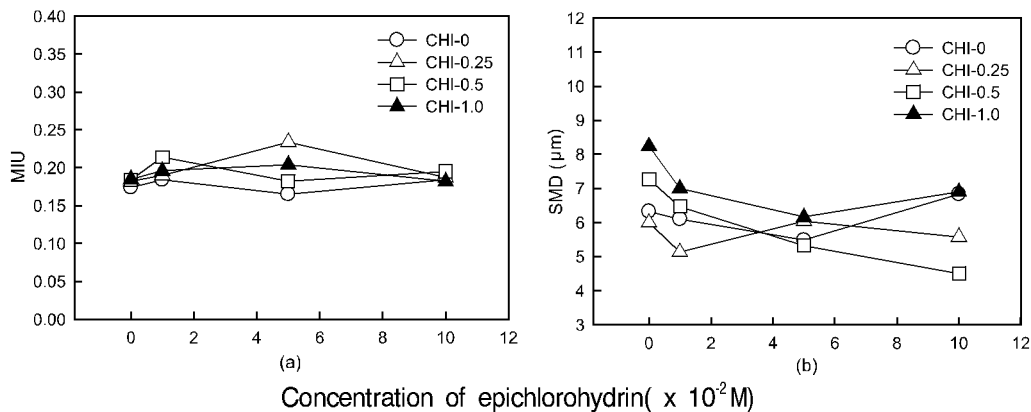 0.40
0.35
0.30
0.25
0.20
0.15
0.10
0.05
0.00
MIU
CHI-0
CHI-0.25
CHI-0.5
CHI-1.0
0 2 4 6 8 10 12
(a)
12
11
10
9
8
7
6
5
4
3
SMD ( μm)
CHI-0
CHI-0.25
CHI-0.5
CHI-1.0
0 2 4 6 8 10 12
(b)
Concentration of epichlorohydrin( x 10-2M)